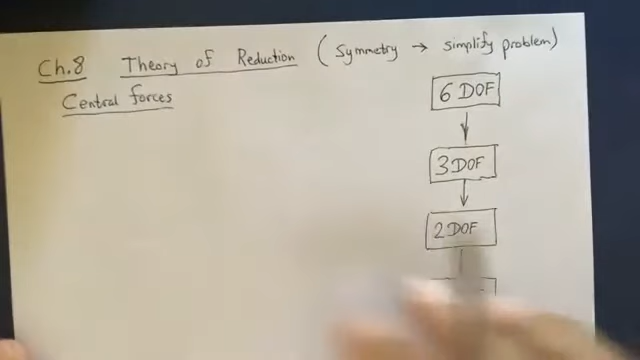 Ch.8 Theory of Reduction (Symmetry → simplify problem)
Central forces
6 DOF
3 DOF
2 DOF